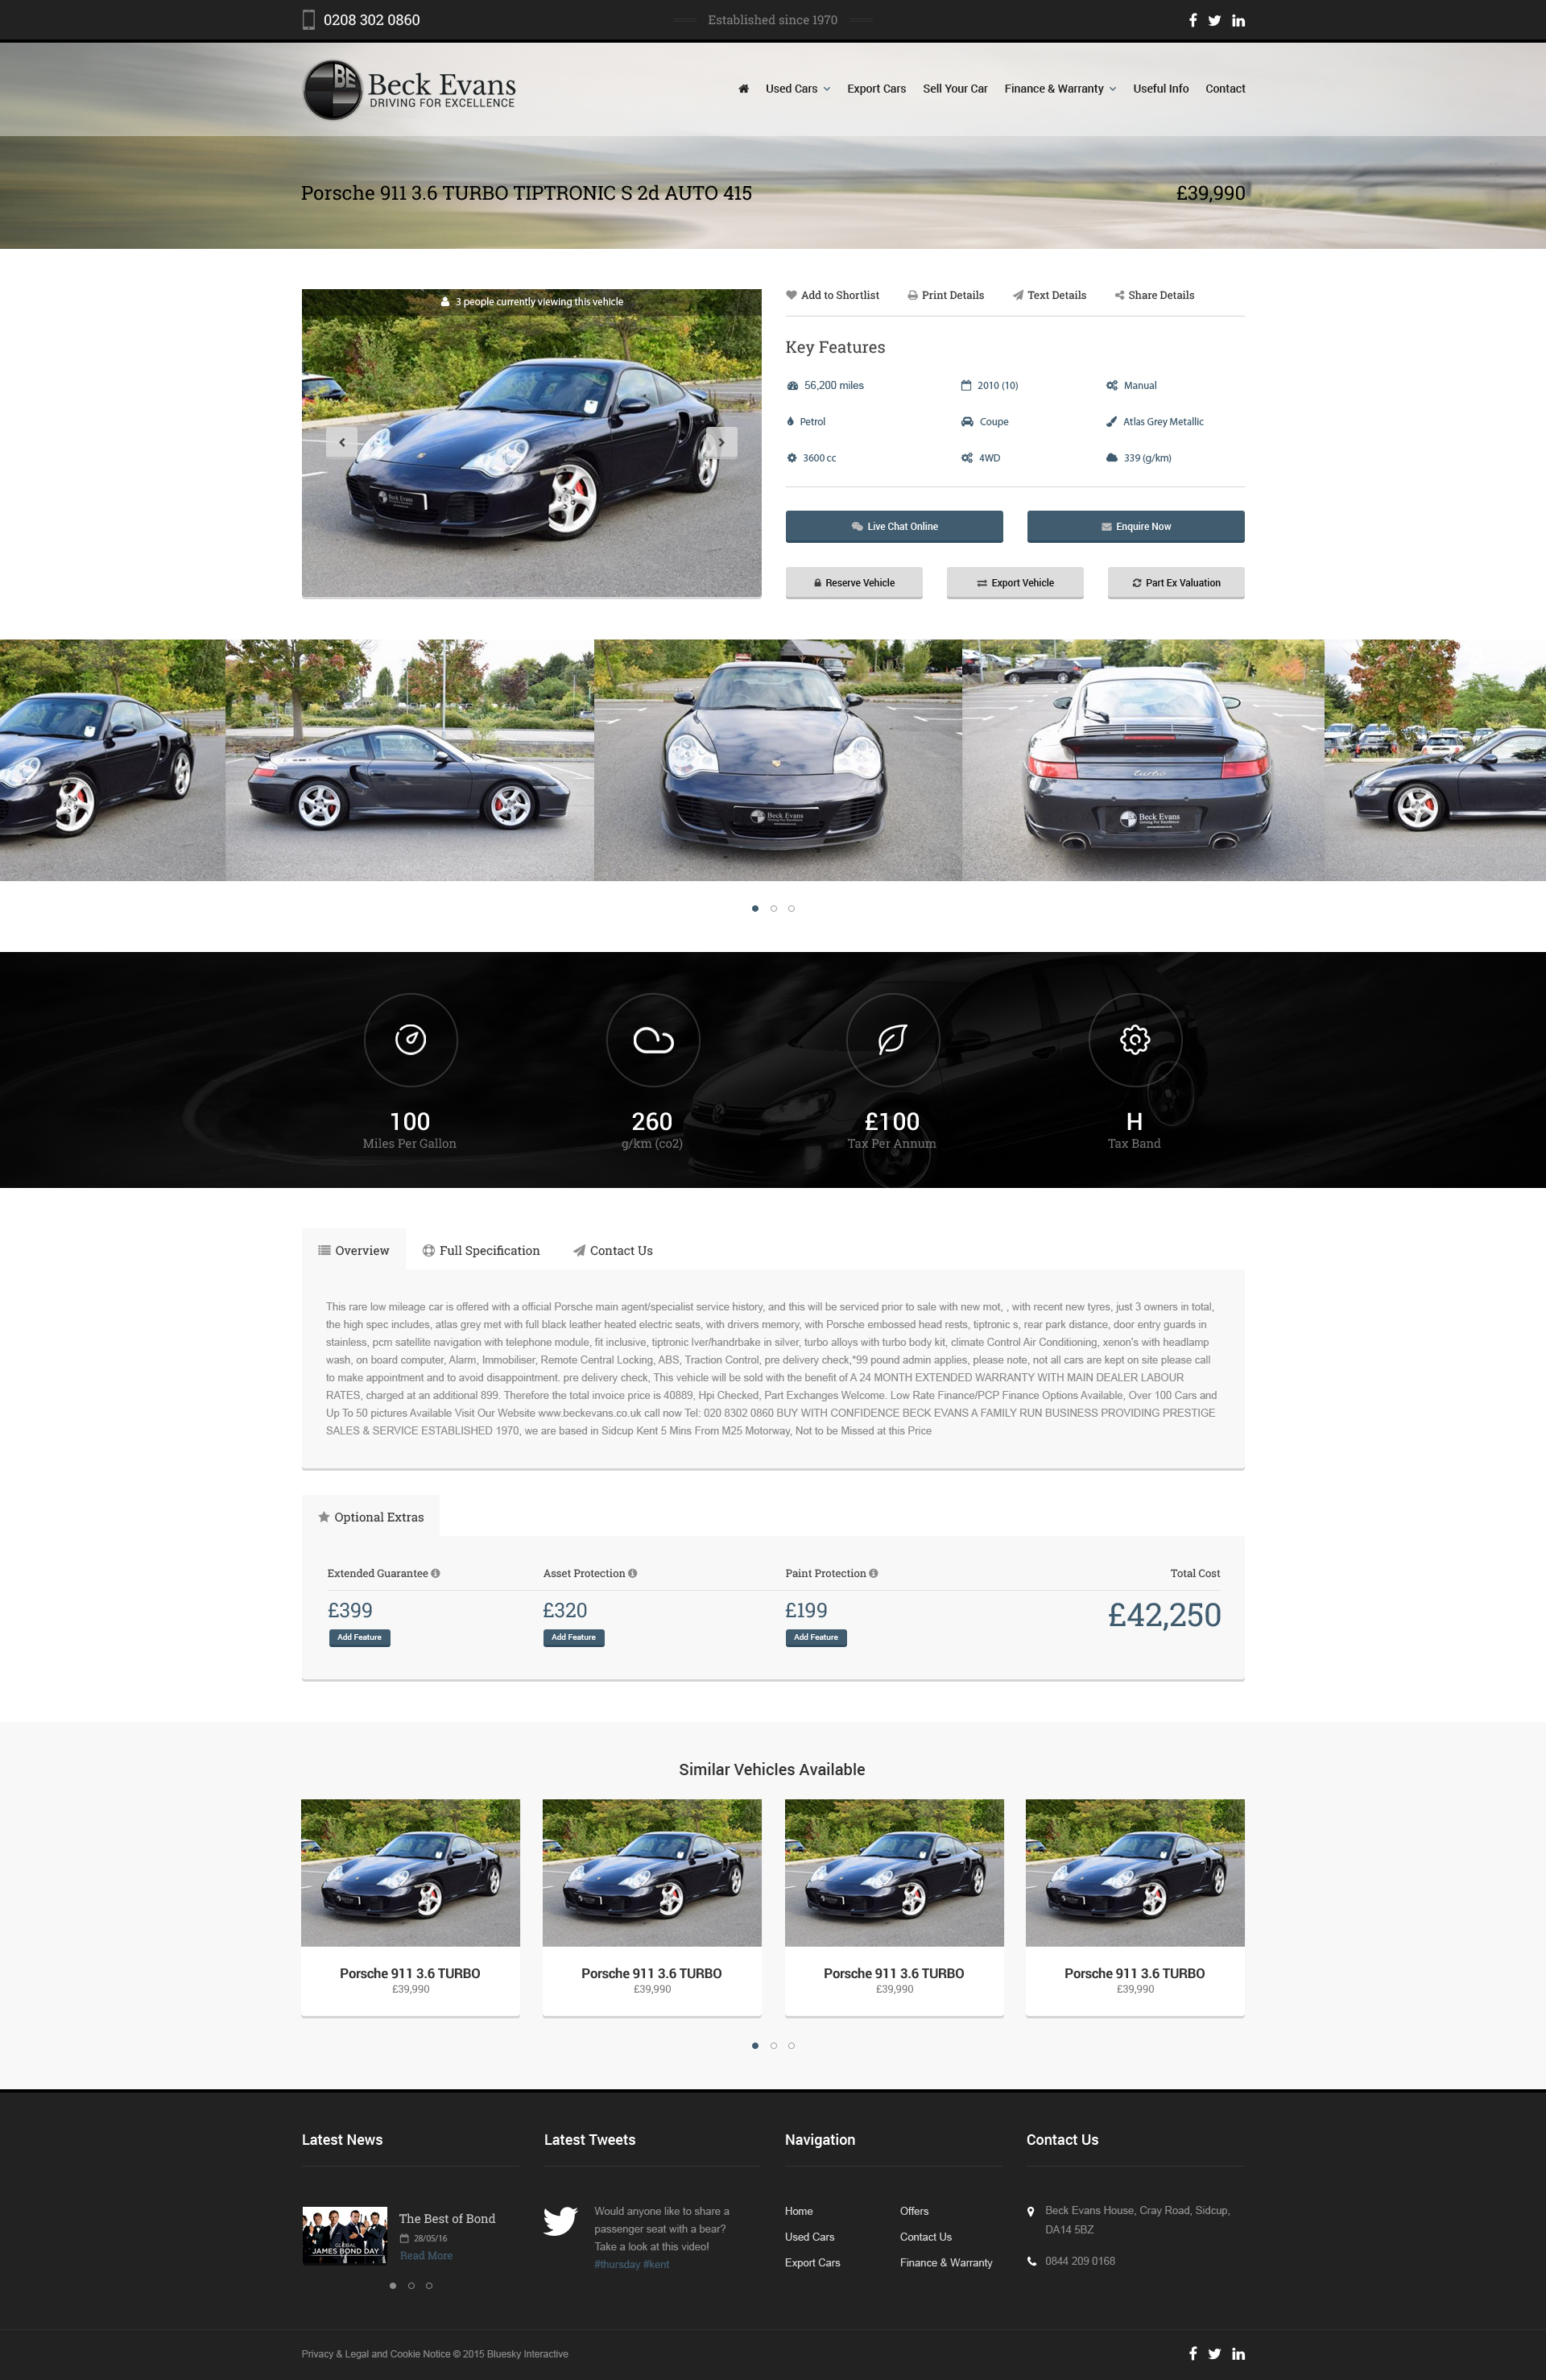 0208 302 0860
Established since 1970
BE
Beck Evans
DRIVING FOR EXCELLENCE
Used Cars
Export Cars
Sell Your Car
Finance & Warranty
Useful Info
Contact
Porsche 911 3.6 TURBO TIPTRONIC S 2d AUTO 415
£39,990
3 people currently viewing this vehicle
Beck Evans
Add to Shortlist
Print Details
Text Details
Share Details
Key Features
56,200 miles
2010 (10)
Manual
Petrol
Coupe
Atlas Grey Metallic
3600 cc
4WD
339 (g/km)
Live Chat Online
Enquire Now
Reserve Vehicle
Export Vehicle
Part Ex Valuation
Beck Evans
Driving For Excellence
turbo
Beck Evans
Driving For Excellence
100
Miles Per Gallon
260
g/km (co2)
£100
Tax Per Annum
H
Tax Band
Overview
Full Specification
Contact Us
This rare low mileage car is offered with a official Porsche main agent/specialist service history, and this will be serviced prior to sale with new mot, , with recent new tyres, just 3 owners in total,
the high spec includes, atlas grey met with full black leather heated electric seats, with drivers memory, with Porsche embossed head rests, tiptronic s, rear park distance, door entry guards in
stainless, pcm satellite navigation with telephone module, fit inclusive, tiptronic lver/handrbake in silver, turbo alloys with turbo body kit, climate Control Air Conditioning, xenon's with headlamp
wash, on board computer, Alarm, Immobiliser, Remote Central Locking, ABS, Traction Control, pre delivery check,*99 pound admin applies, please note, not all cars are kept on site please call
to make appointment and to avoid disappointment. pre delivery check, This vehicle will be sold with the benefit of A 24 MONTH EXTENDED WARRANTY WITH MAIN DEALER LABOUR
RATES, charged at an additional 899. Therefore the total invoice price is 40889, Hpi Checked, Part Exchanges Welcome. Low Rate Finance/PCP Finance Options Available, Over 100 Cars and
Up To 50 pictures Available Visit Our Website www.beckevans.co.uk call now Tel: 020 8302 0860 BUY WITH CONFIDENCE BECK EVANS A FAMILY RUN BUSINESS PROVIDING PRESTIGE
SALES & SERVICE ESTABLISHED 1970, we are based in Sidcup Kent 5 Mins From M25 Motorway, Not to be Missed at this Price
Optional Extras
Extended Guarantee
Asset Protection
Paint Protection
Total Cost
£399
£320
£199
£42,250
Add Feature
Add Feature
Add Feature
Similar Vehicles Available
Porsche 911 3.6 TURBO
£39,990
Porsche 911 3.6 TURBO
£39,990
Porsche 911 3.6 TURBO
£39,990
Porsche 911 3.6 TURBO
£39,990
Latest News
The Best of Bond
28/05/16
Read More
GLOBAL
JAMES BOND DAY
Latest Tweets
Would anyone like to share a
passenger seat with a bear?
Take a look at this video!
#thursday #kent
Navigation
Home
Offers
Used Cars
Contact Us
Export Cars
Finance & Warranty
Contact Us
Beck Evans House, Cray Road, Sidcup,
DA14 5BZ
0844 209 0168
Privacy & Legal and Cookie Notice © 2015 Bluesky Interactive